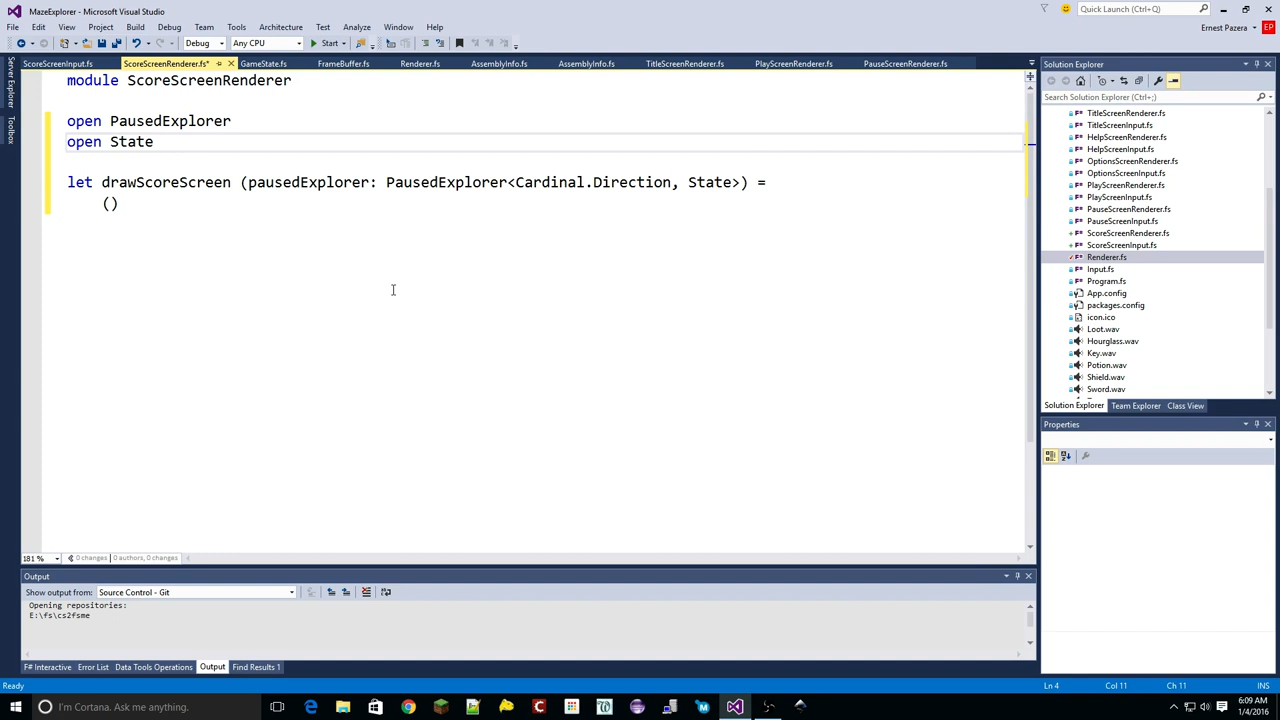 MazeExplorer - Microsoft Visual Studio
Quick Launch (Ctrl+Q)
File Edit View Project Build Debug Team Tools Architecture Test Analyze Window Help
Ernest Pazera EP
Debug Any CPU Start
ScoreScreenInput.fs ScoreScreenRenderer.fs* GameState.fs FrameBuffer.fs Renderer.fs AssemblyInfo.fs AssemblyInfo.fs TitleScreenRenderer.fs PlayScreenRenderer.fs PauseScreenRenderer.fs
Server Explorer
Toolbox
module ScoreScreenRenderer
open PausedExplorer
open State
let drawScoreScreen (pausedExplorer: PausedExplorer<Cardinal.Direction, State>) =
()
181 % 0 changes | 0 authors, 0 changes
Solution Explorer
Search Solution Explorer (Ctrl+;)
TitleScreenRenderer.fs
TitleScreenInput.fs
HelpScreenRenderer.fs
HelpScreenInput.fs
OptionsScreenRenderer.fs
OptionsScreenInput.fs
PlayScreenRenderer.fs
PlayScreenInput.fs
PauseScreenRenderer.fs
PauseScreenInput.fs
ScoreScreenRenderer.fs
ScoreScreenInput.fs
Renderer.fs
Input.fs
Program.fs
App.config
packages.config
icon.ico
Loot.wav
Hourglass.wav
Key.wav
Potion.wav
Shield.wav
Sword.wav
Solution Explorer Team Explorer Class View
Properties
Output
Show output from: Source Control - Git
Opening repositories:
E:\fs\cs2fsme
F# Interactive Error List Data Tools Operations Output Find Results 1
Ready Ln 4 Col 11 Ch 11 INS
I'm Cortana. Ask me anything.
6:09 AM
1/4/2016